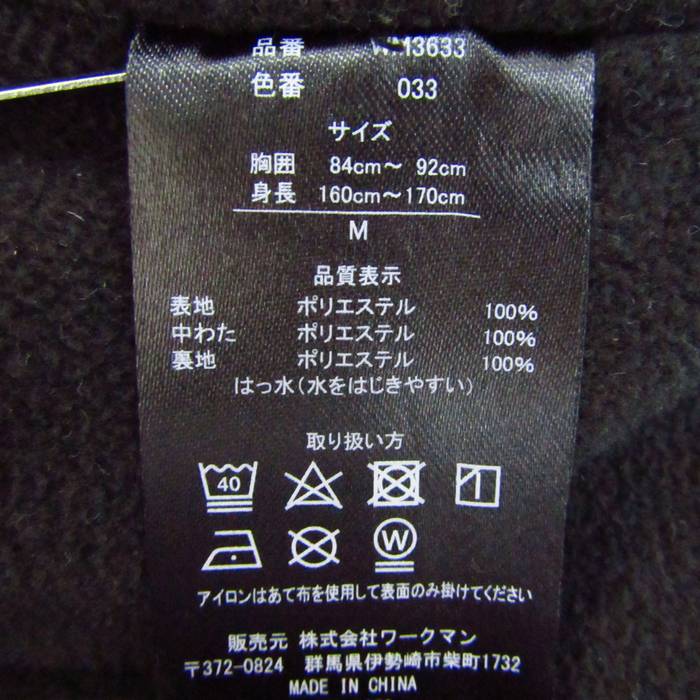 品番 WM3633
色番 033
サイズ
胸囲 84cm～ 92cm
身長 160cm～170cm
M
品質表示
表地 ポリエステル 100%
中わた ポリエステル 100%
裏地 ポリエステル 100%
はっ水(水をはじきやすい)
取り扱い方
40
W
アイロンはあて布を使用して表面のみ掛けてください
販売元 株式会社ワークマン
〒372-0824 群馬県伊勢崎市柴町1732
MADE IN CHINA